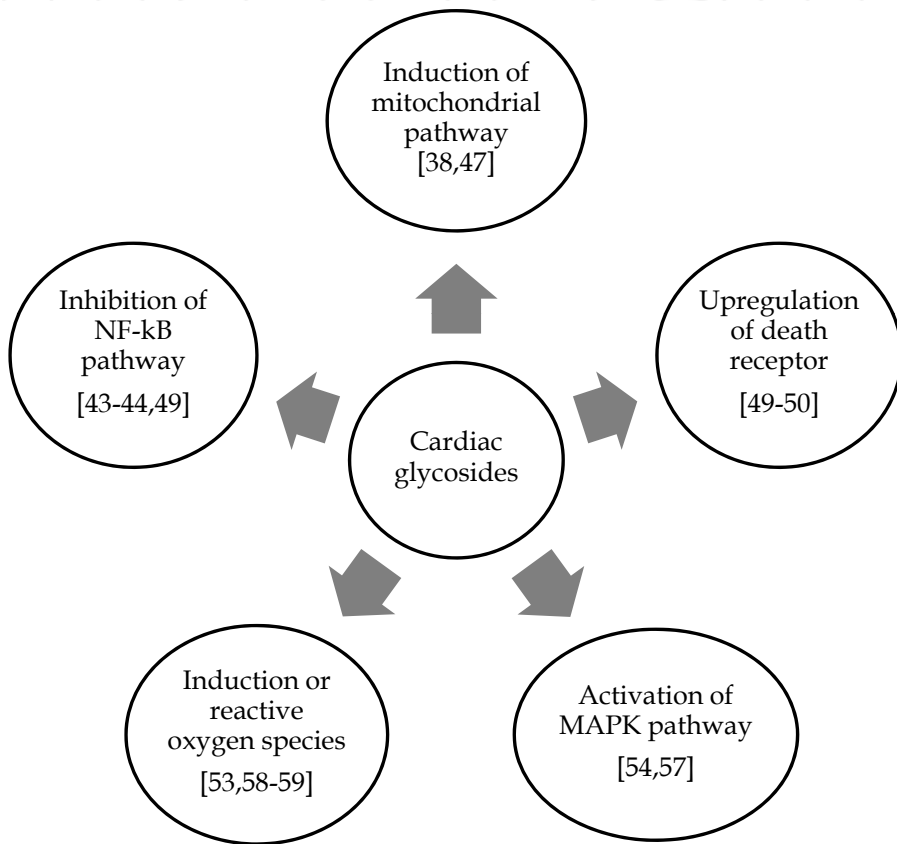 Induction of
mitochondrial
pathway
[38,47]
Inhibition of
NF-kB
pathway
[43-44,49]
Upregulation
of death
receptor
[49-50]
Cardiac
glycosides
Induction or
reactive
oxygen species
[53,58-59]
Activation of
MAPK pathway
[54,57]